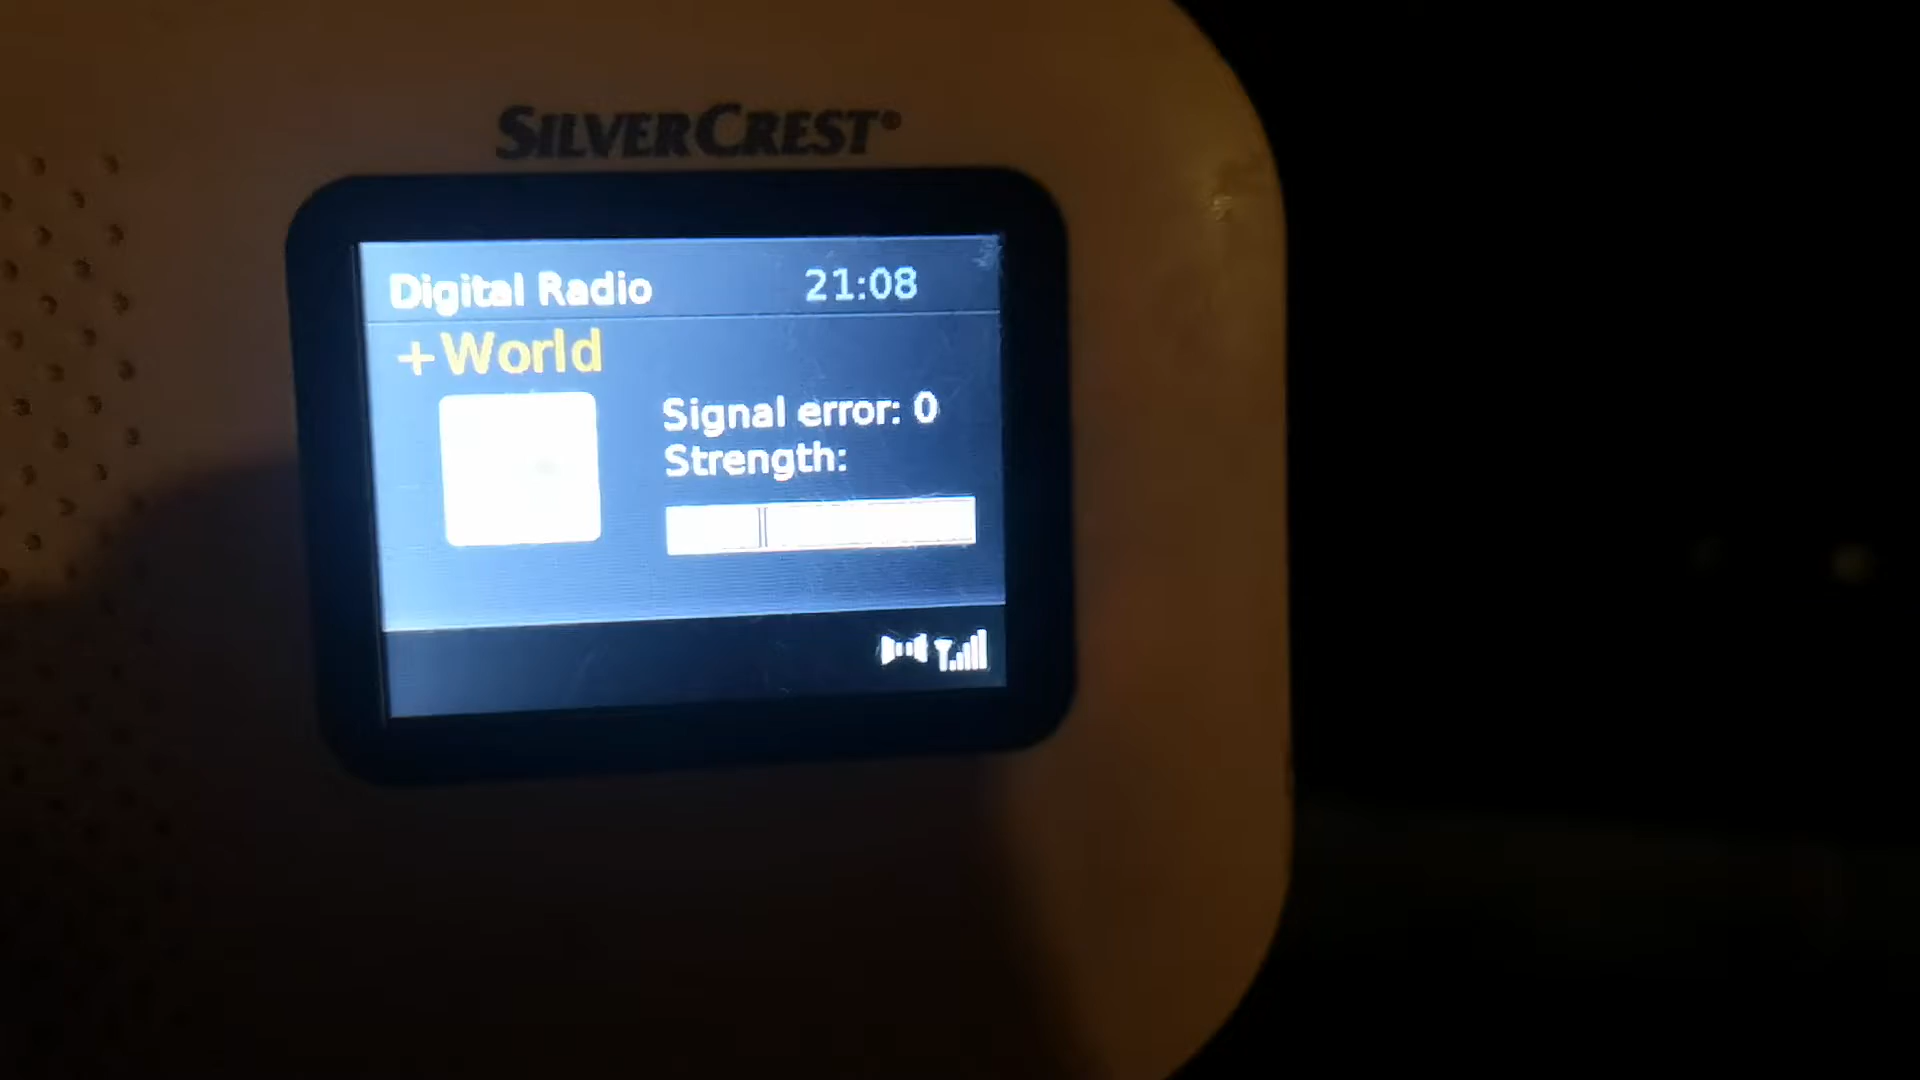 SILVERCREST®
Digital Radio 21:08
+World
Signal error: 0
Strength: